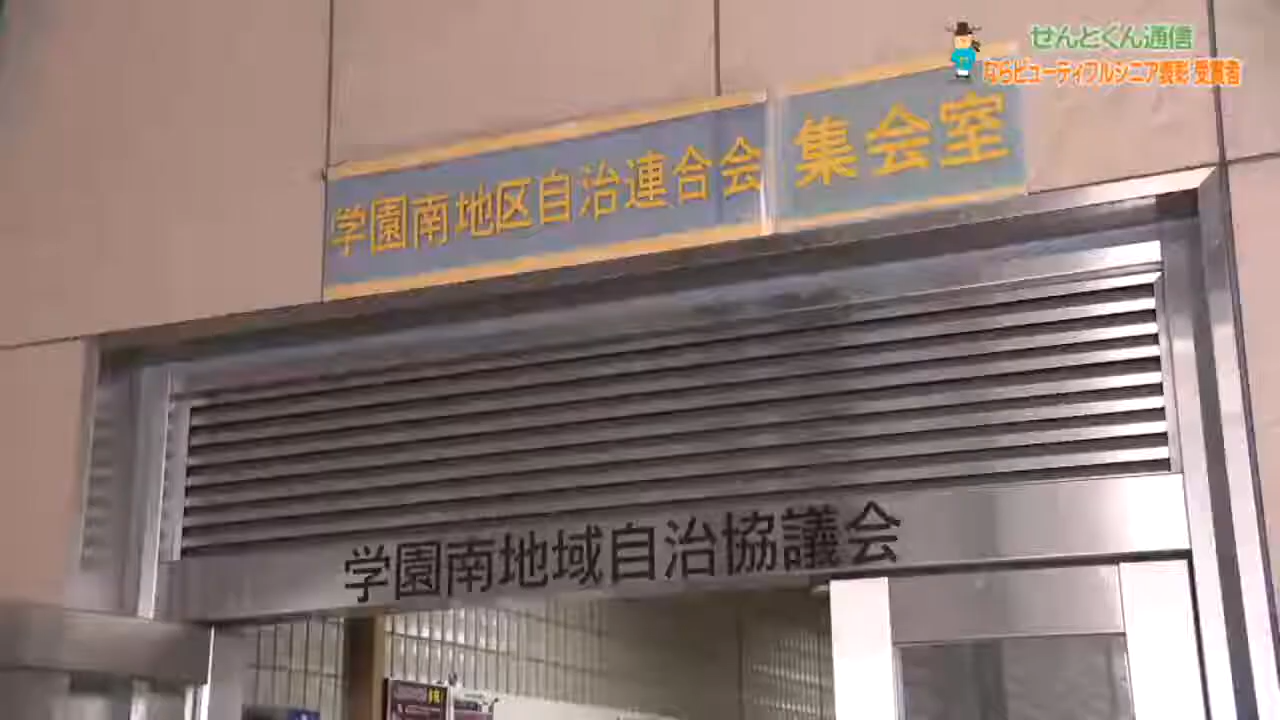 せんとくん通信
ならビューティフルシニア表彰 受賞者
学園南地区自治連合会 集会室
学園南地域自治協議会